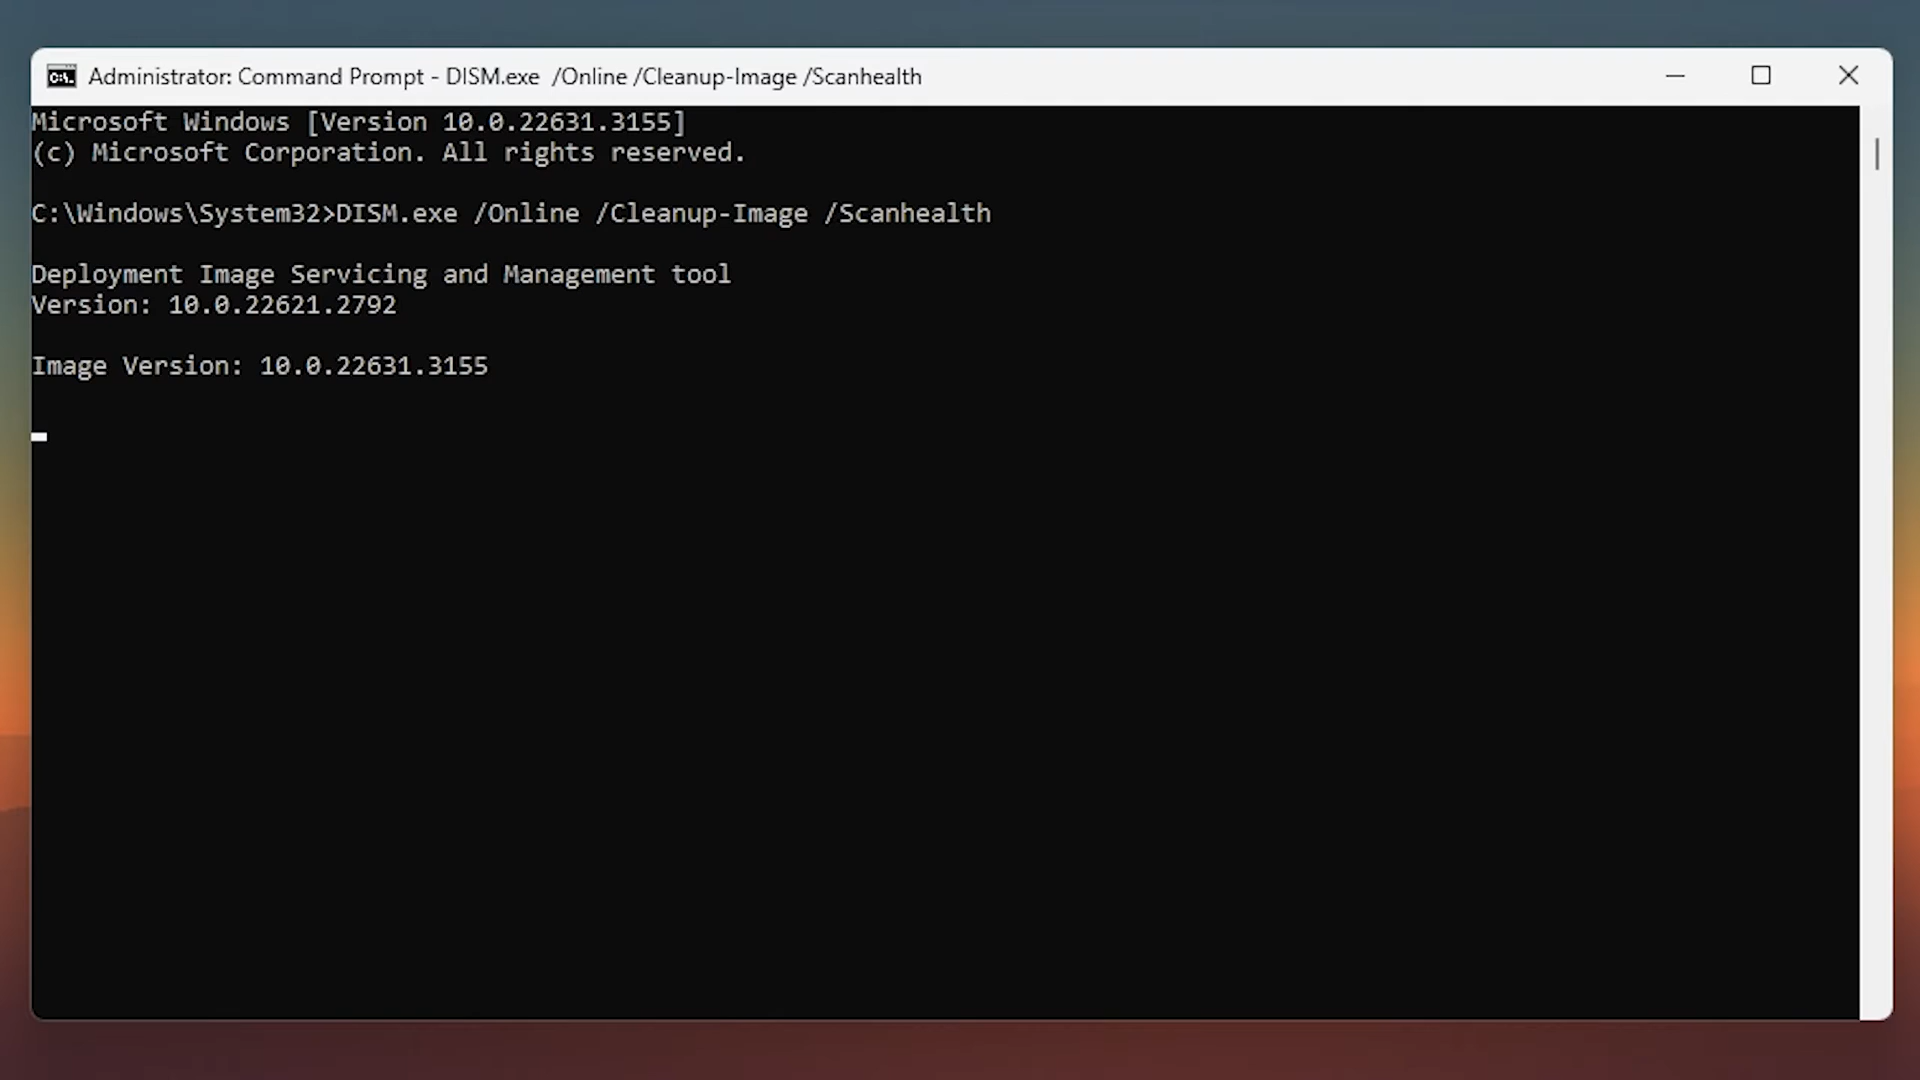 Administrator: Command Prompt - DISM.exe  /Online /Cleanup-Image /Scanhealth
Microsoft Windows [Version 10.0.22631.3155]
(c) Microsoft Corporation. All rights reserved.
C:\Windows\System32>DISM.exe /Online /Cleanup-Image /Scanhealth
Deployment Image Servicing and Management tool
Version: 10.0.22621.2792
Image Version: 10.0.22631.3155